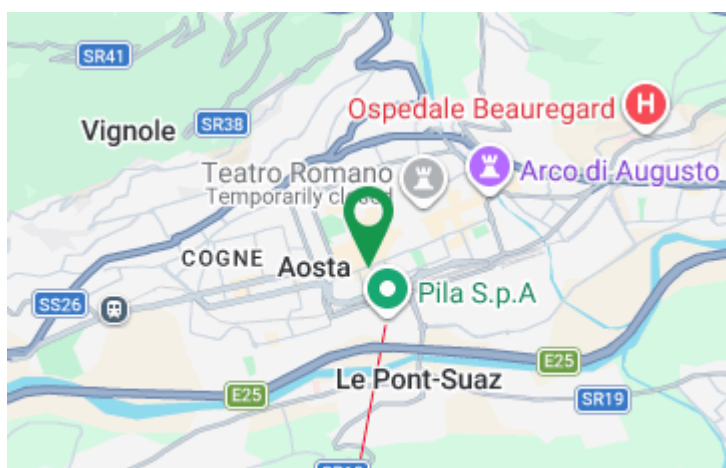 SR41
Vignole
SR38
Ospedale Beauregard
H
Teatro Romano
Temporarily closed
Arco di Augusto
COGNE
Aosta
Pila S.p.A
SS26
E25
Le Pont-Suaz
E25
SR19